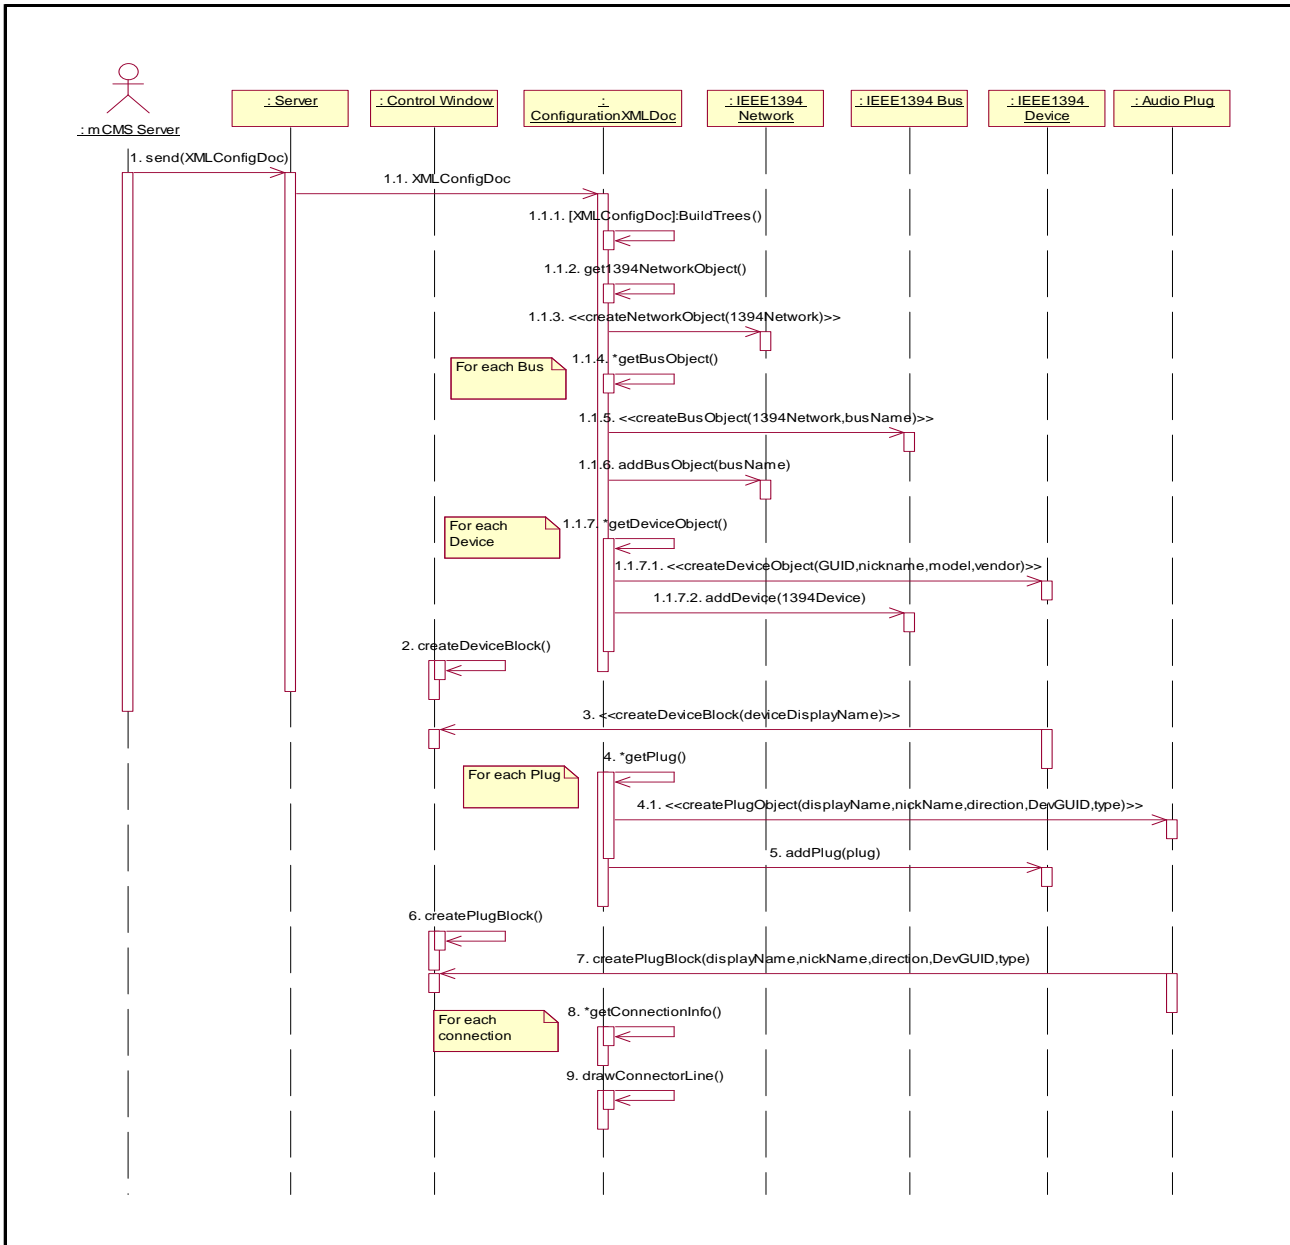 : mCMS Server
: Server
: Control Window
:
ConfigurationXMLDoc
: IEEE1394
Network
: IEEE1394 Bus
: IEEE1394
Device
: Audio Plug
1. send(XMLConfigDoc)
1.1. XMLConfigDoc
1.1.1. [XMLConfigDoc]:BuildTrees()
1.1.2. get1394NetworkObject()
1.1.3. <<createNetworkObject(1394Network)>>
For each Bus
1.1.4. *getBusObject()
1.1.5. <<createBusObject(1394Network,busName)>>
1.1.6. addBusObject(busName)
For each
Device
1.1.7. *getDeviceObject()
1.1.7.1. <<createDeviceObject(GUID,nickname,model,vendor)>>
1.1.7.2. addDevice(1394Device)
2. createDeviceBlock()
3. <<createDeviceBlock(deviceDisplayName)>>
4. *getPlug()
For each Plug
4.1. <<createPlugObject(displayName,nickName,direction,DevGUID,type)>>
5. addPlug(plug)
6. createPlugBlock()
7. createPlugBlock(displayName,nickName,direction,DevGUID,type)
For each
connection
8. *getConnectionInfo()
9. drawConnectorLine()